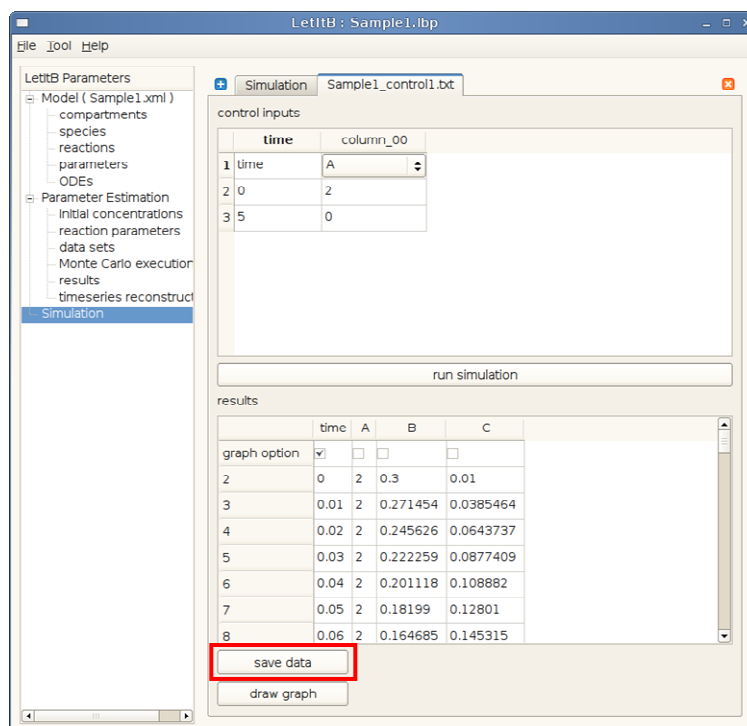 LetItB : Sample1.lbp
File Tool Help
LetItB Parameters
Model ( Sample1.xml )
compartments
species
reactions
parameters
ODEs
Parameter Estimation
initial concentrations
reaction parameters
data sets
Monte Carlo execution
results
timeseries reconstruct
Simulation
Simulation Sample1_control1.txt
control inputs
time column_00
1 time A
2 0 2
3 5 0
run simulation
results
time A B C
graph option
2 0 2 0.3 0.01
3 0.01 2 0.271454 0.0385464
4 0.02 2 0.245626 0.0643737
5 0.03 2 0.222259 0.0877409
6 0.04 2 0.201118 0.108882
7 0.05 2 0.18199 0.12801
8 0.06 2 0.164685 0.145315
save data
draw graph